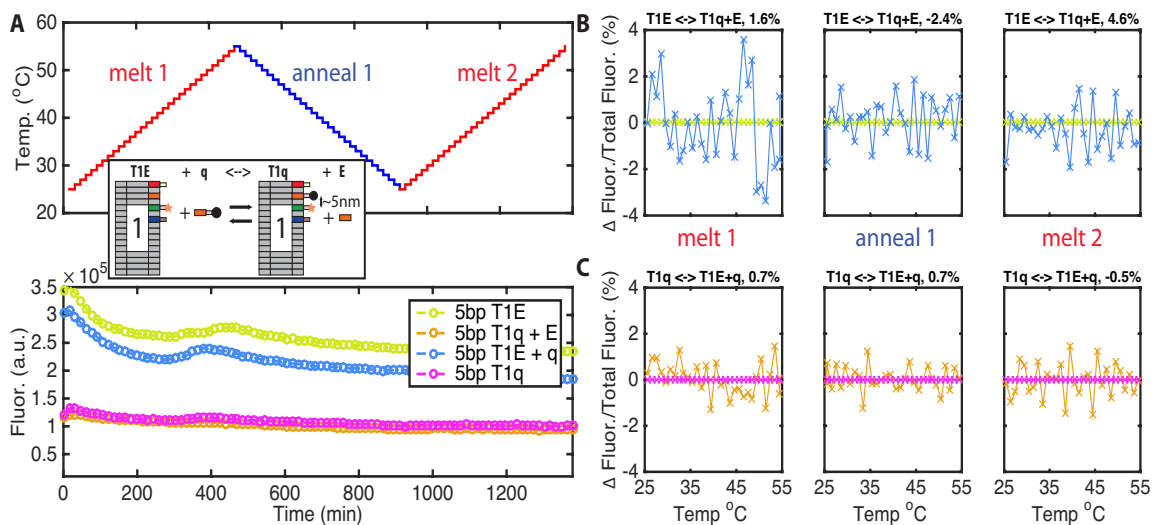 A
Temp. (°C)
60
50
40
30
20
melt 1
anneal 1
melt 2
T1E + q <--> T1q + E
1
+
1
~5nm
+
× 10⁵
3.5
3
2.5
2
1.5
1
0.5
Fluor. (a.u.)
5bp T1E
5bp T1q + E
5bp T1E + q
5bp T1q
0 200 400 600 800 1000 1200
Time (min)
B
T1E <-> T1q+E, 1.6%
T1E <-> T1q+E, -2.4%
T1E <-> T1q+E, 4.6%
Δ Fluor./Total Fluor. (%)
4
2
0
-2
-4
melt 1
anneal 1
melt 2
C
T1q <-> T1E+q, 0.7%
T1q <-> T1E+q, 0.7%
T1q <-> T1E+q, -0.5%
Δ Fluor./Total Fluor. (%)
4
2
0
-2
-4
25 35 45 55
25 35 45 55
25 35 45 55
Temp °C
Temp °C
Temp °C